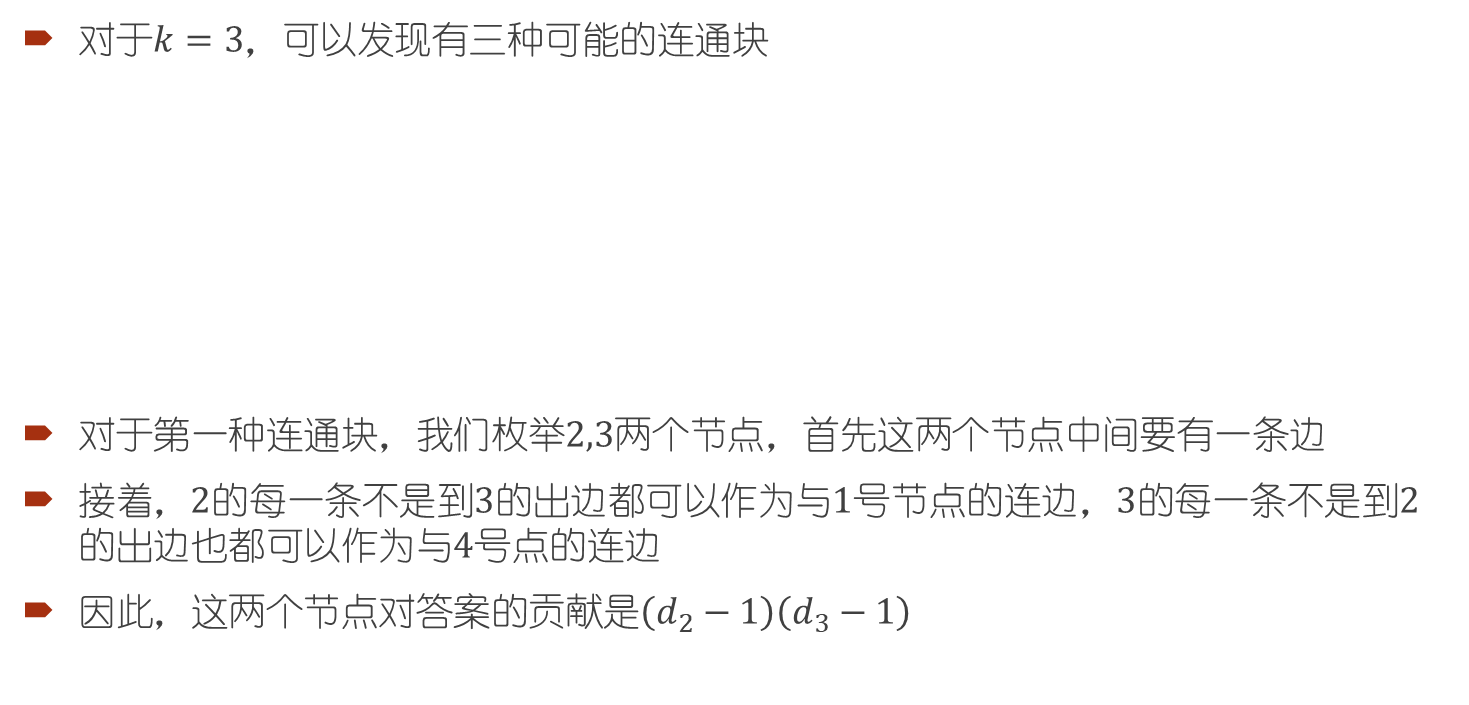 对于k = 3，可以发现有三种可能的连通块
对于第一种连通块，我们枚举2,3两个节点，首先这两个节点中间要有一条边
接着，2的每一条不是到3的出边都可以作为与1号节点的连边，3的每一条不是到2
的出边也都可以作为与4号点的连边
因此，这两个节点对答案的贡献是(d₂ − 1)(d₃ − 1)